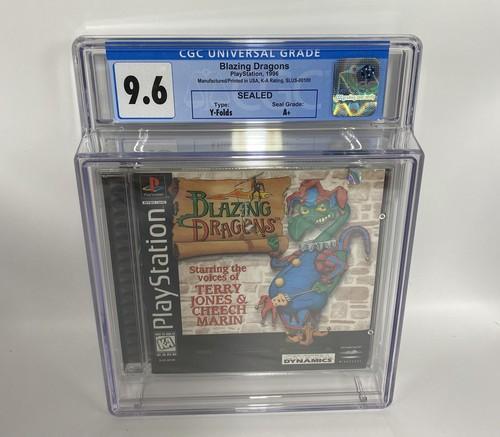 CGC UNIVERSAL GRADE
9.6
Blazing Dragons
PlayStation, 1996
Manufactured/Printed in USA, K-A Rating, SLUS-00100
SEALED
Type:
Y-Folds
Seal Grade:
A+
PlayStation
BLAZING
DRAGONS
Starring the
voices of
TERRY
JONES &
CHEECH
MARIN
K-A
DYNAMICS